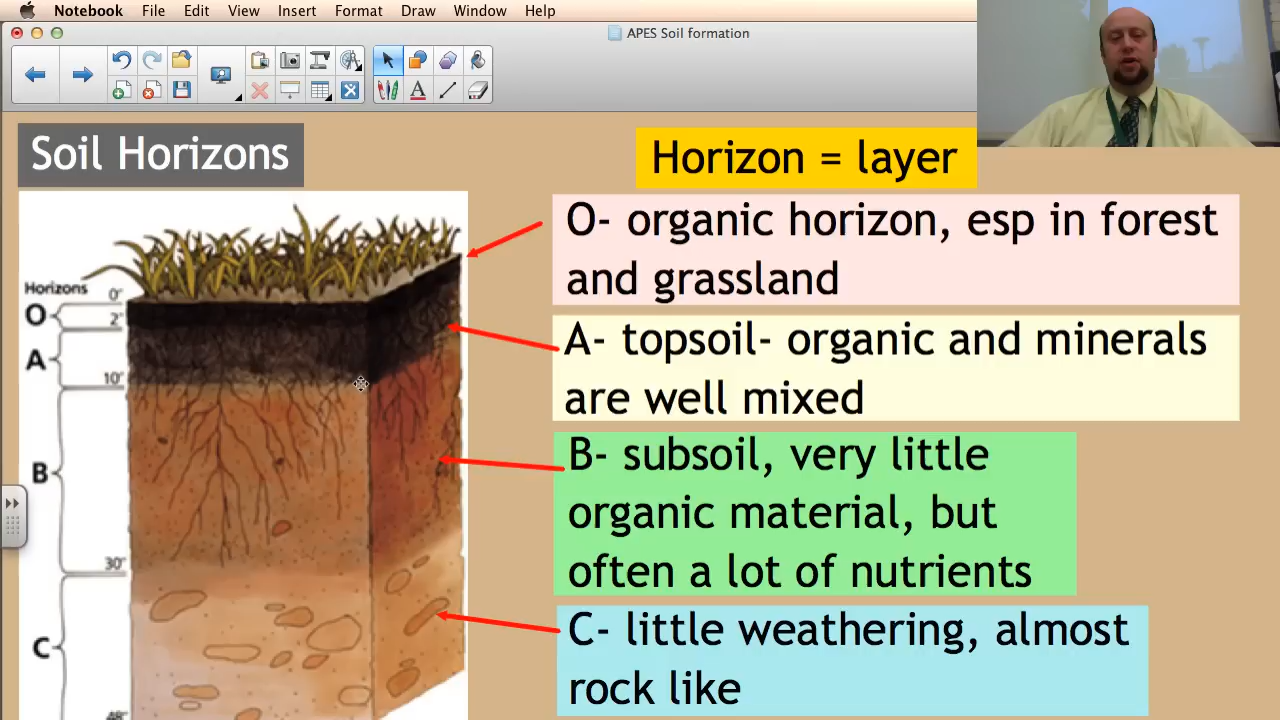 Notebook File Edit View Insert Format Draw Window Help
APES Soil formation
Soil Horizons
Horizon = layer
O- organic horizon, esp in forest
and grassland
A- topsoil- organic and minerals
are well mixed
B- subsoil, very little
organic material, but
often a lot of nutrients
C- little weathering, almost
rock like
Horizons
0"
O
2"
A
10"
B
30"
C
48"